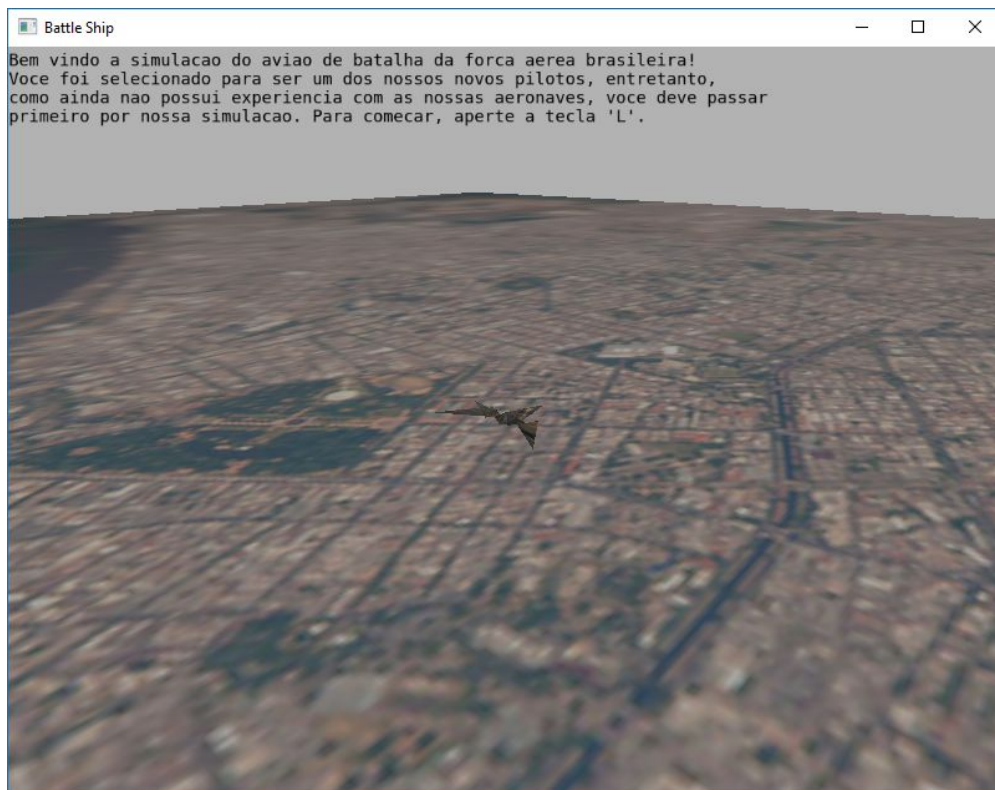 Battle Ship
Bem vindo a simulacao do aviao de batalha da forca aerea brasileira!
Voce foi selecionado para ser um dos nossos novos pilotos, entretanto,
como ainda nao possui experiencia com as nossas aeronaves, voce deve passar
primeiro por nossa simulacao. Para comecar, aperte a tecla 'L'.